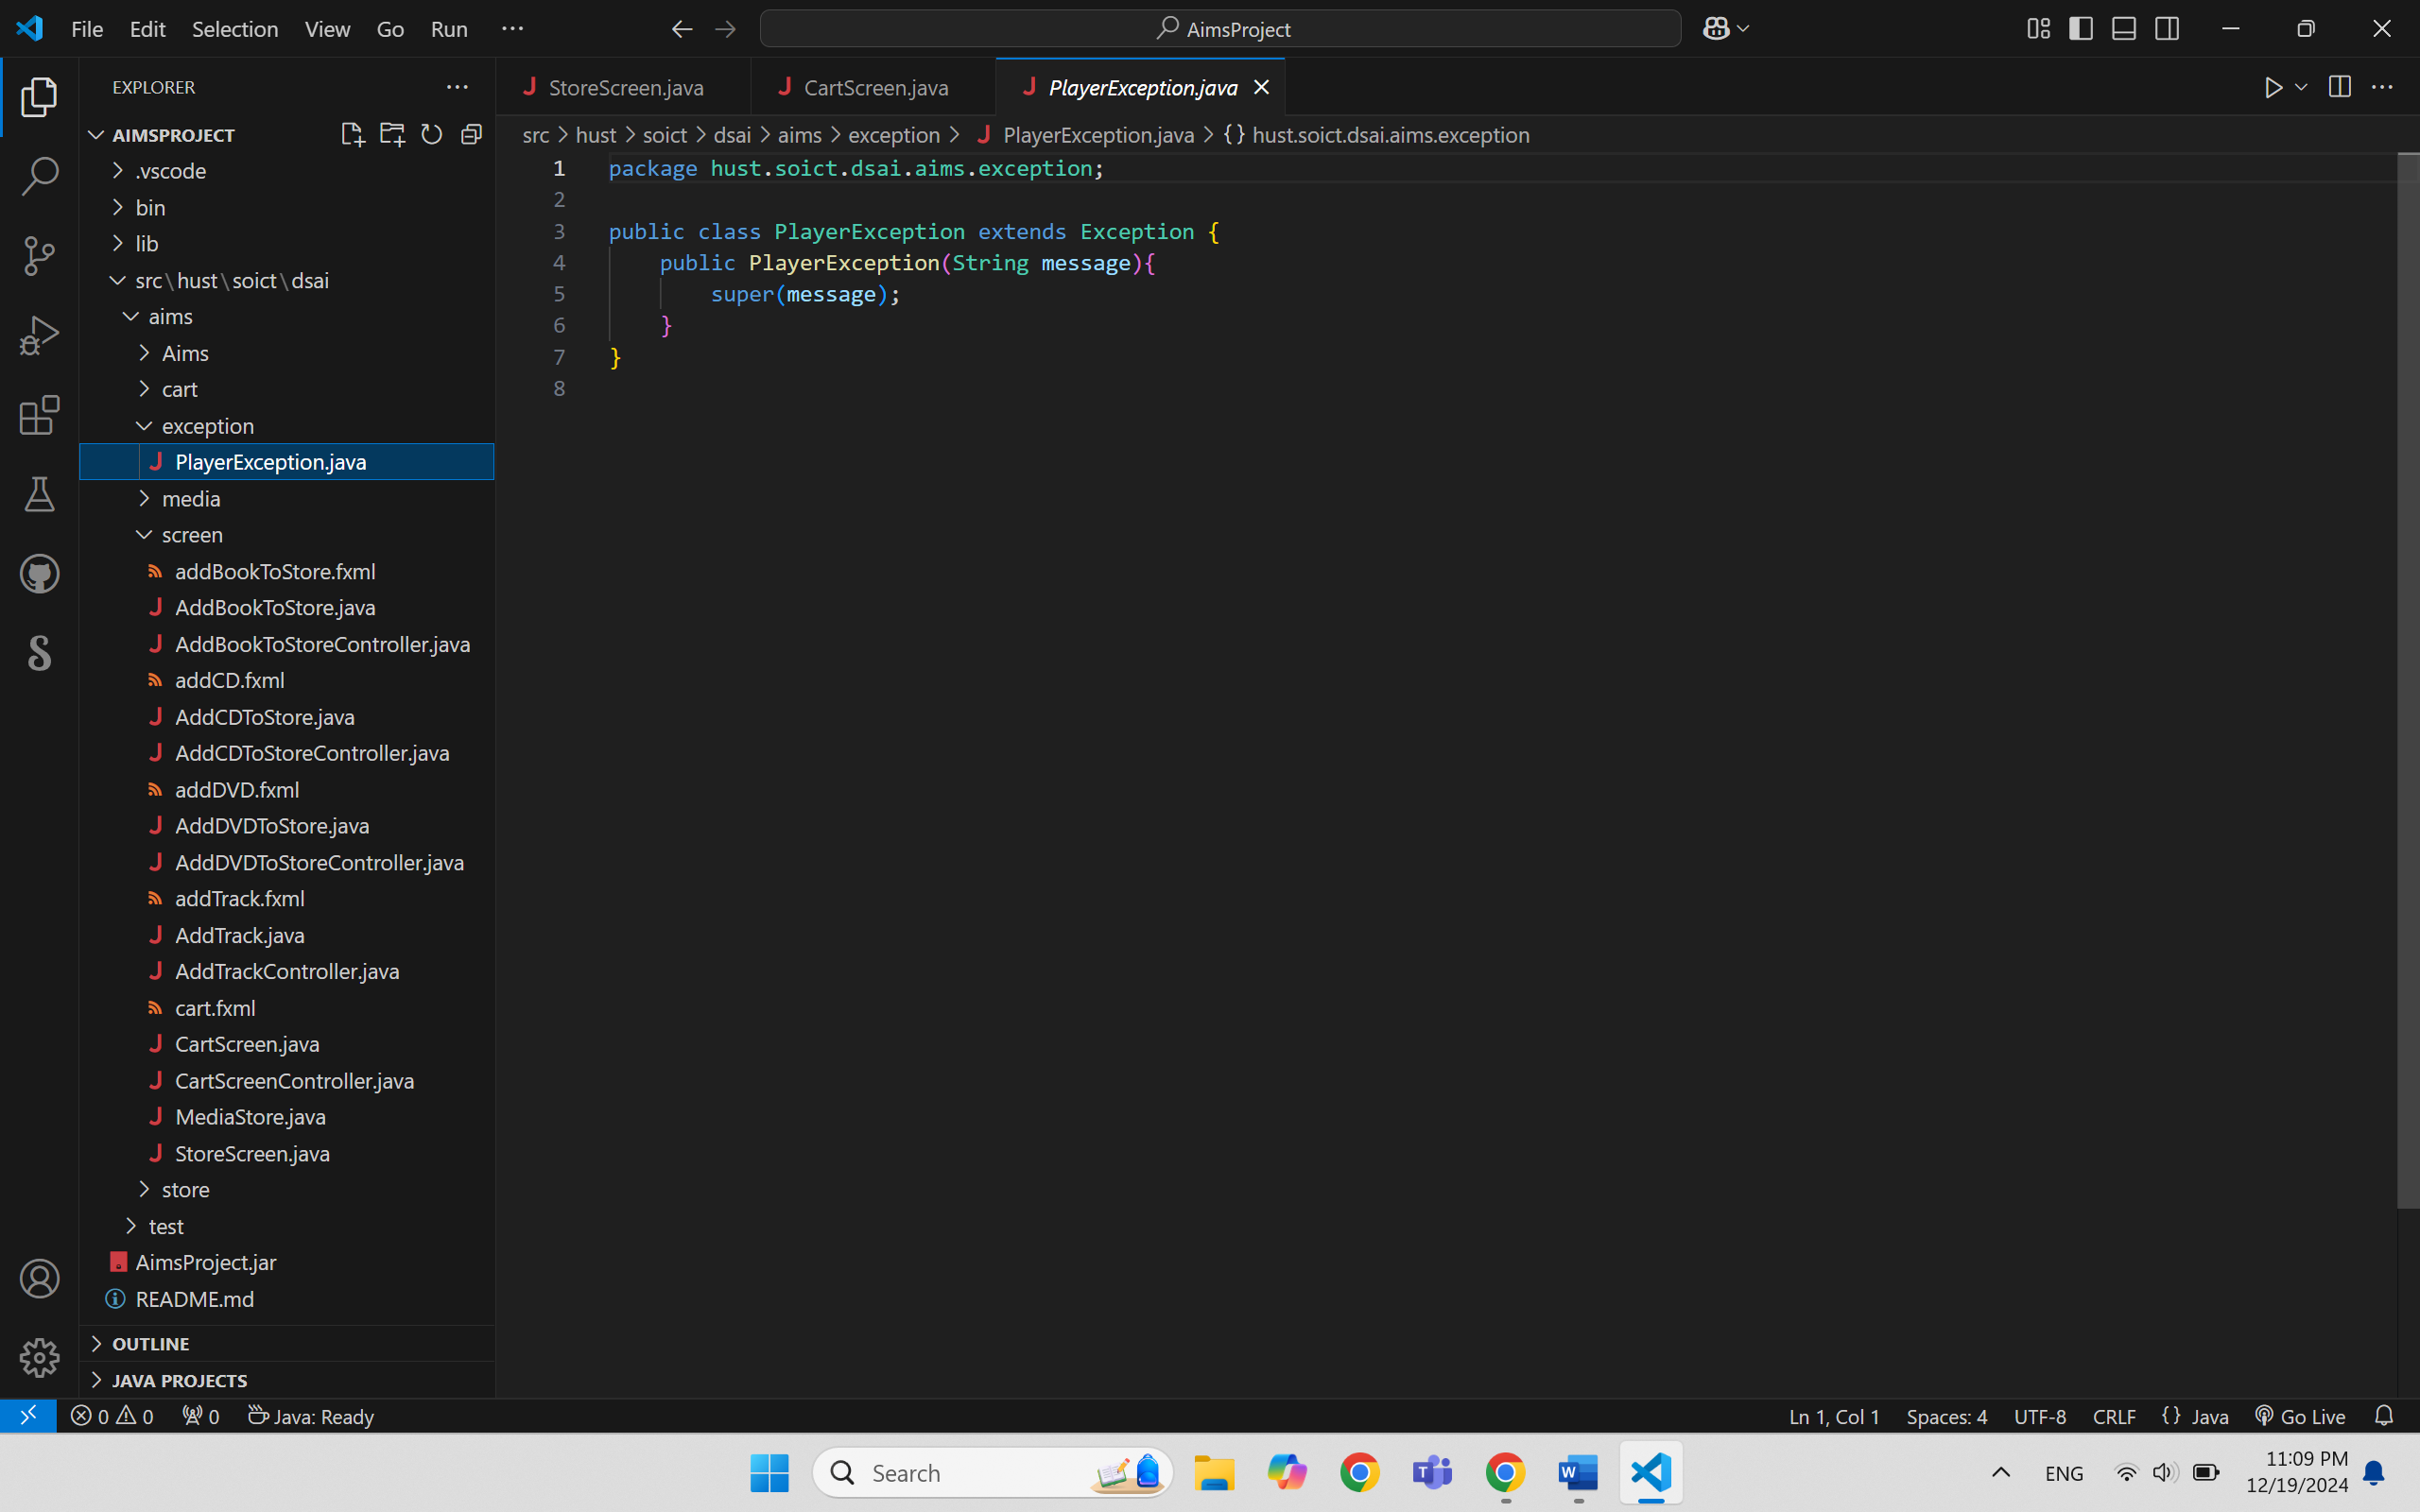 File Edit Selection View Go Run ··· AimsProject
EXPLORER ··· StoreScreen.java CartScreen.java PlayerException.java
AIMSPROJECT
src > hust > soict > dsai > aims > exception > PlayerException.java > {} hust.soict.dsai.aims.exception
.vscode
bin
lib
src\hust\soict\dsai
aims
Aims
cart
exception
PlayerException.java
media
screen
addBookToStore.fxml
AddBookToStore.java
AddBookToStoreController.java
addCD.fxml
AddCDToStore.java
AddCDToStoreController.java
addDVD.fxml
AddDVDToStore.java
AddDVDToStoreController.java
addTrack.fxml
AddTrack.java
AddTrackController.java
cart.fxml
CartScreen.java
CartScreenController.java
MediaStore.java
StoreScreen.java
store
test
AimsProject.jar
README.md
OUTLINE
JAVA PROJECTS
1 package hust.soict.dsai.aims.exception;
2
3 public class PlayerException extends Exception {
4 public PlayerException(String message){
5 super(message);
6 }
7 }
8
0 0 0 Java: Ready Ln 1, Col 1 Spaces: 4 UTF-8 CRLF {} Java Go Live
Search ENG 11:09 PM
12/19/2024